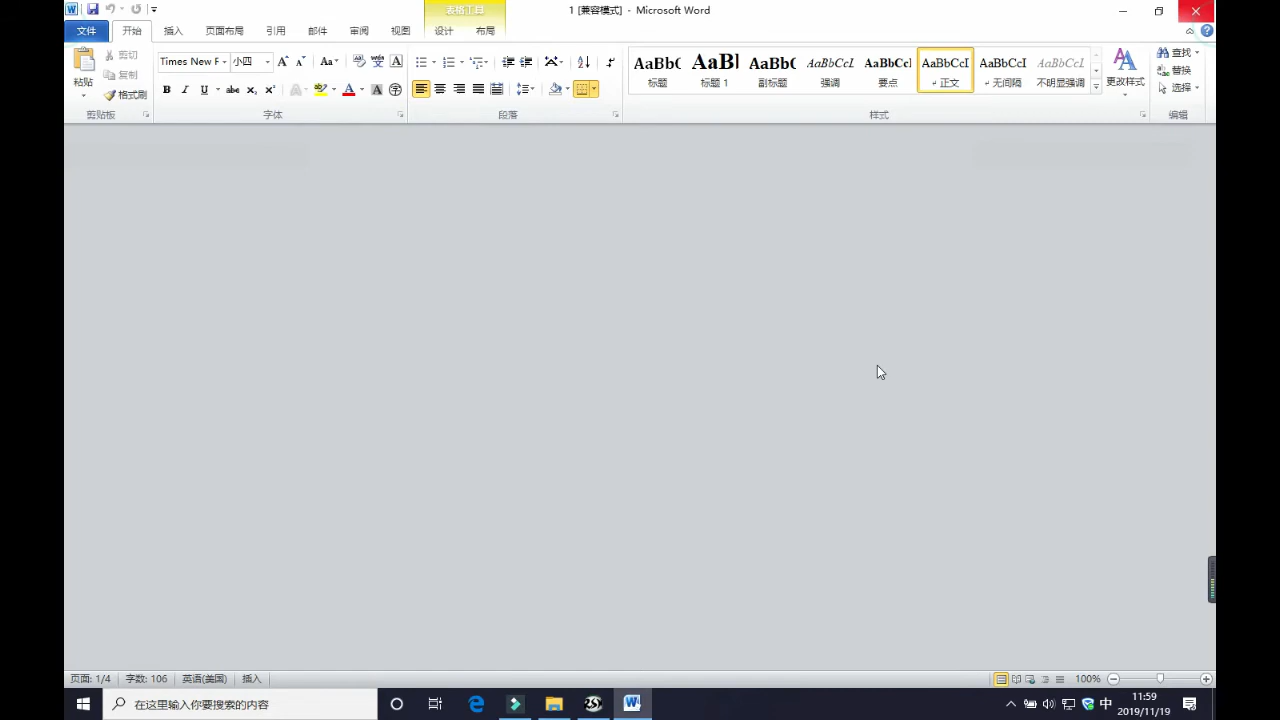 1 [兼容模式] - Microsoft Word
表格工具
文件 开始 插入 页面布局 引用 邮件 审阅 视图 设计 布局
粘贴 剪切 复制 格式刷
剪贴板
Times New F 小四
字体
段落
AaBbC 标题
AaBl 标题 1
AaBbC 副标题
AaBbCcL 强调
AaBbCcl 要点
AaBbCcI 正文
AaBbCcI 无间隔
AaBbCcL 不明显强调
更改样式
样式
查找
替换
选择
编辑
页面: 1/4 字数: 106 英语(美国) 插入 100%
在这里输入你要搜索的内容
中
11:59
2019/11/19